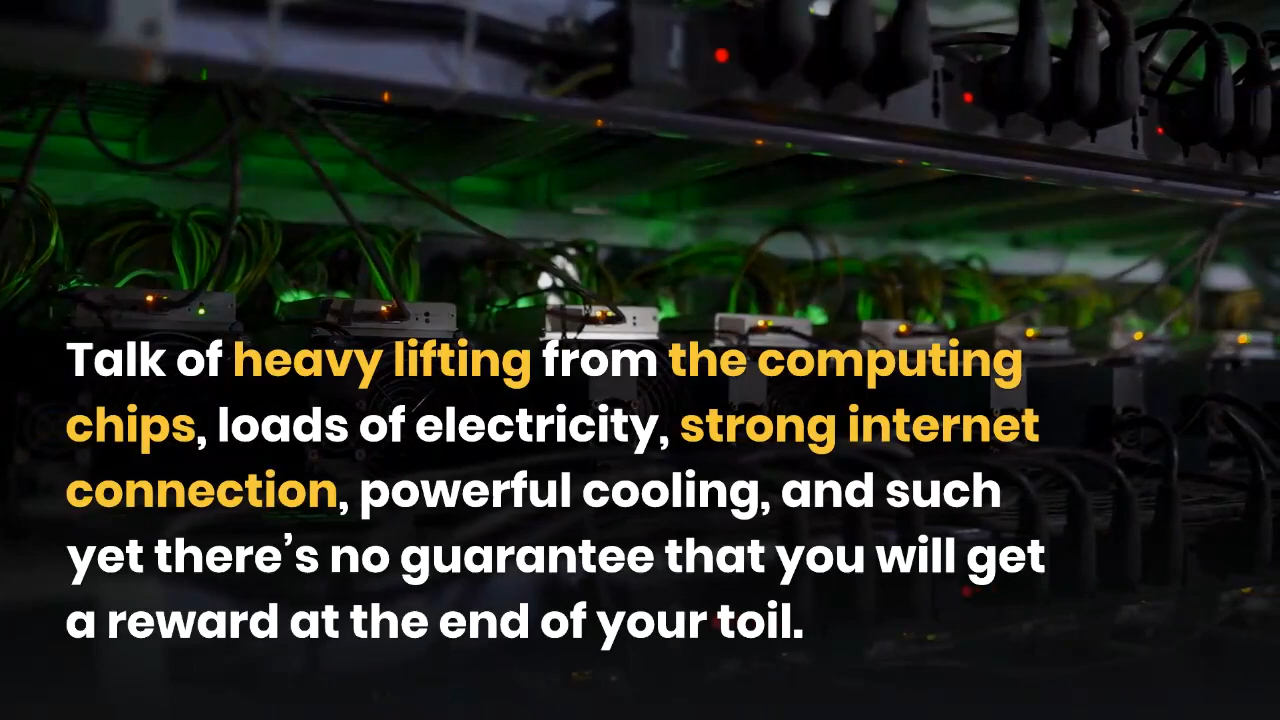 Talk of heavy lifting from the computing
chips, loads of electricity, strong internet
connection, powerful cooling, and such
yet there’s no guarantee that you will get
a reward at the end of your toil.